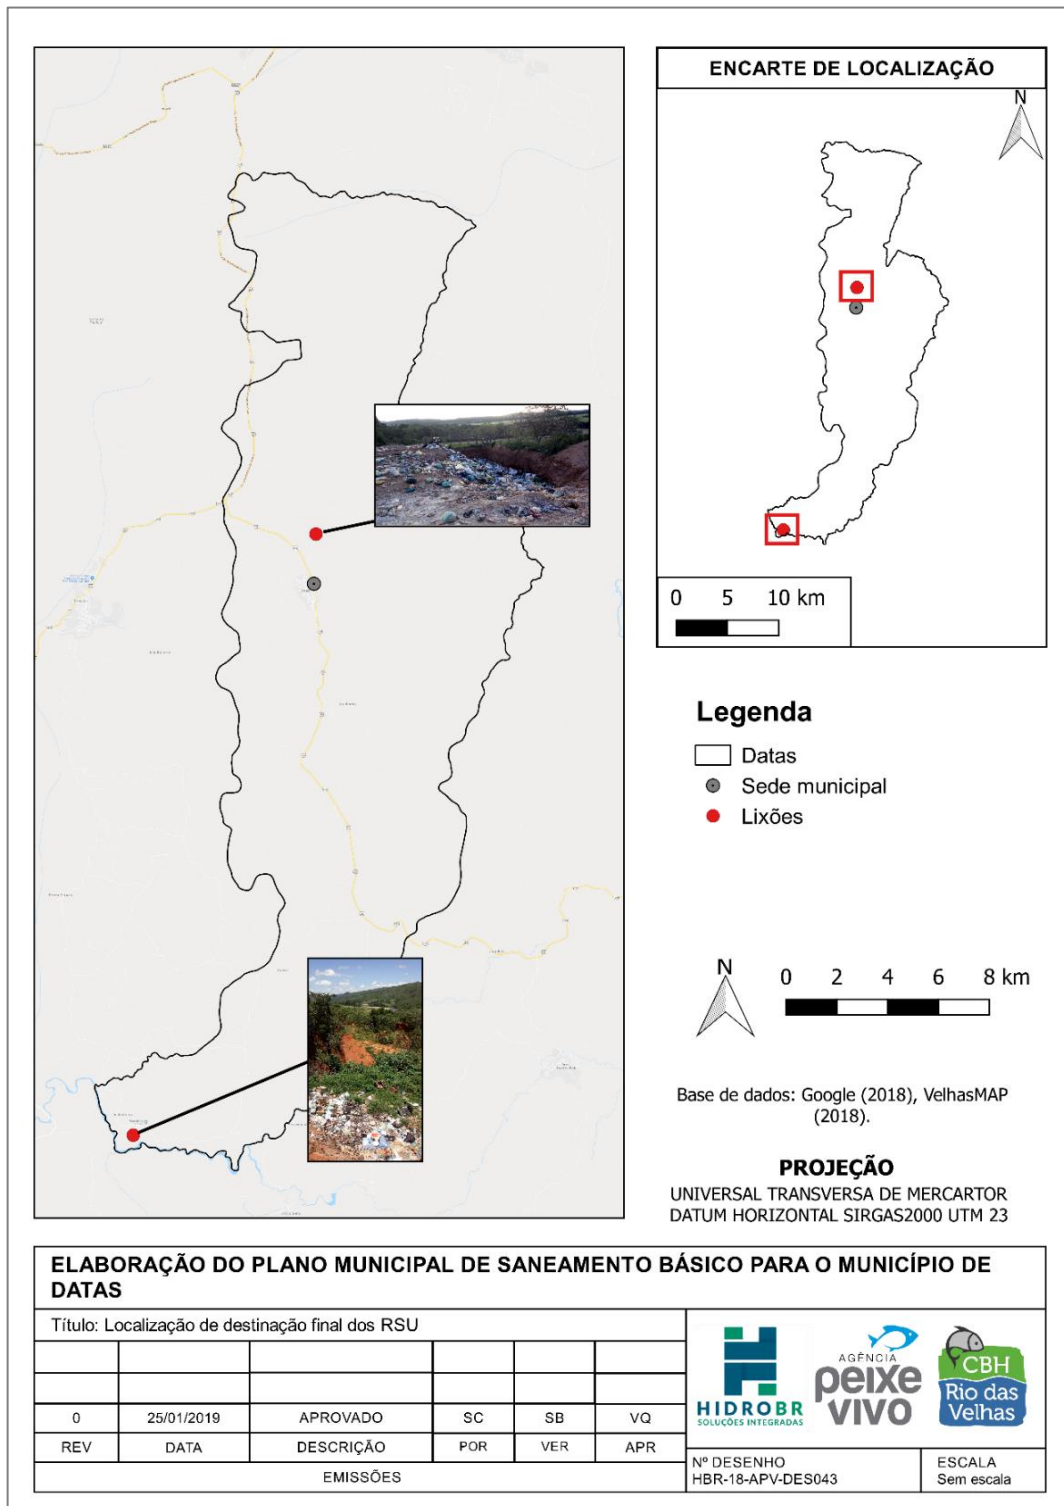 ENCARTE DE LOCALIZAÇÃO
N
0 5 10 km
Legenda
Datas
Sede municipal
Lixões
N
0 2 4 6 8 km
Base de dados: Google (2018), VelhasMAP
(2018).
PROJEÇÃO
UNIVERSAL TRANSVERSA DE MERCARTOR
DATUM HORIZONTAL SIRGAS2000 UTM 23
ELABORAÇÃO DO PLANO MUNICIPAL DE SANEAMENTO BÁSICO PARA O MUNICÍPIO DE
DATAS
Título: Localização de destinação final dos RSU
0 25/01/2019 APROVADO SC SB VQ
REV DATA DESCRIÇÃO POR VER APR
EMISSÕES
HIDROBR
SOLUÇÕES INTEGRADAS
AGÊNCIA
peixe
VIVO
CBH
Rio das
Velhas
Nº DESENHO
HBR-18-APV-DES043
ESCALA
Sem escala